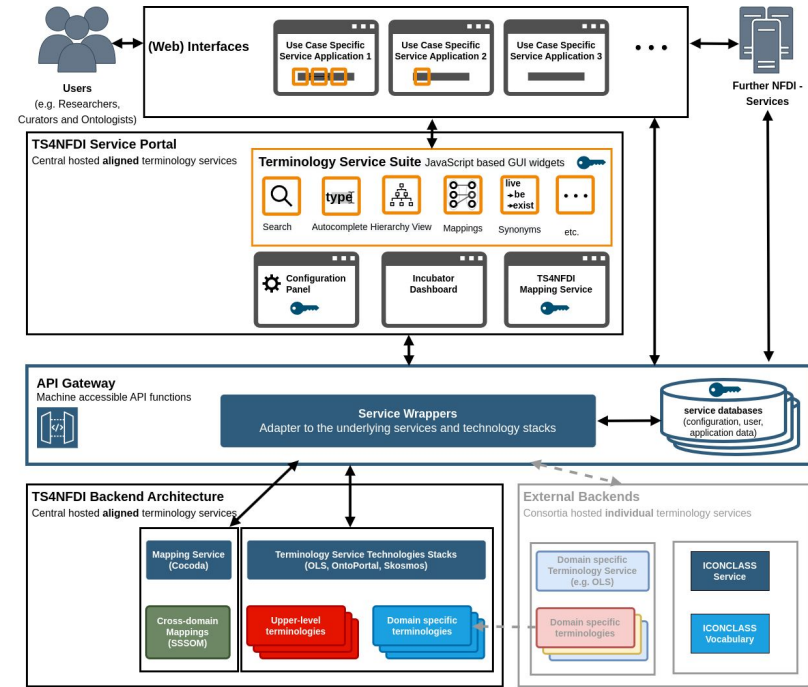 (Web) Interfaces
Use Case Specific
Service Application 1
Use Case Specific
Service Application 2
Use Case Specific
Service Application 3
• • •
Users
(e.g. Researchers,
Curators and Ontologists)
Further NFDI -
Services
TS4NFDI Service Portal
Central hosted aligned terminology services
Terminology Service Suite JavaScript based GUI widgets
type
live
be
exist
• • •
Search
Autocomplete
Hierarchy View
Mappings
Synonyms
etc.
Configuration
Panel
Incubator
Dashboard
TS4NFDI
Mapping Service
API Gateway
Machine accessible API functions
</>
Service Wrappers
Adapter to the underlying services and technology stacks
service databases
(configuration, user,
application data)
TS4NFDI Backend Architecture
Central hosted aligned terminology services
Mapping Service
(Cocoda)
Terminology Service Technologies Stacks
(OLS, OntoPortal, Skosmos)
Cross-domain
Mappings
(SSSOM)
Upper-level
terminologies
Domain specific
terminologies
External Backends
Consortia hosted individual terminology services
Domain specific
Terminology Service
(e.g. OLS)
Domain specific
terminologies
ICONCLASS
Service
ICONCLASS
Vocabulary